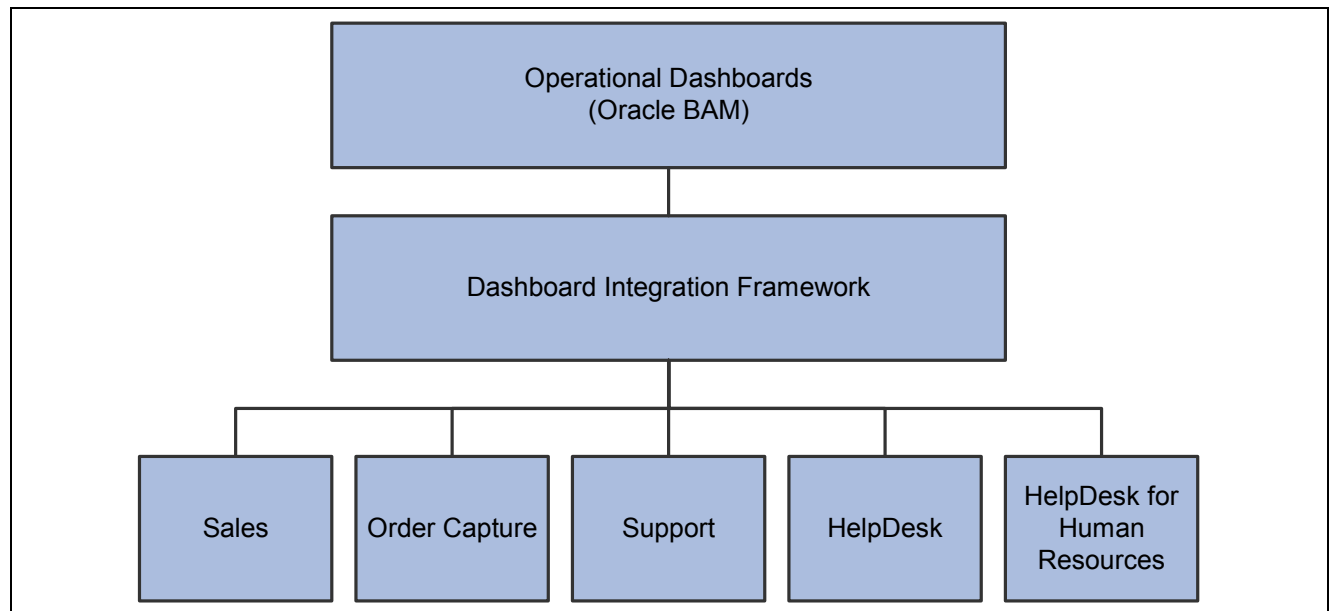 Operational Dashboards
(Oracle BAM)
Dashboard Integration Framework
Sales
Order Capture
Support
HelpDesk
HelpDesk for
Human
Resources